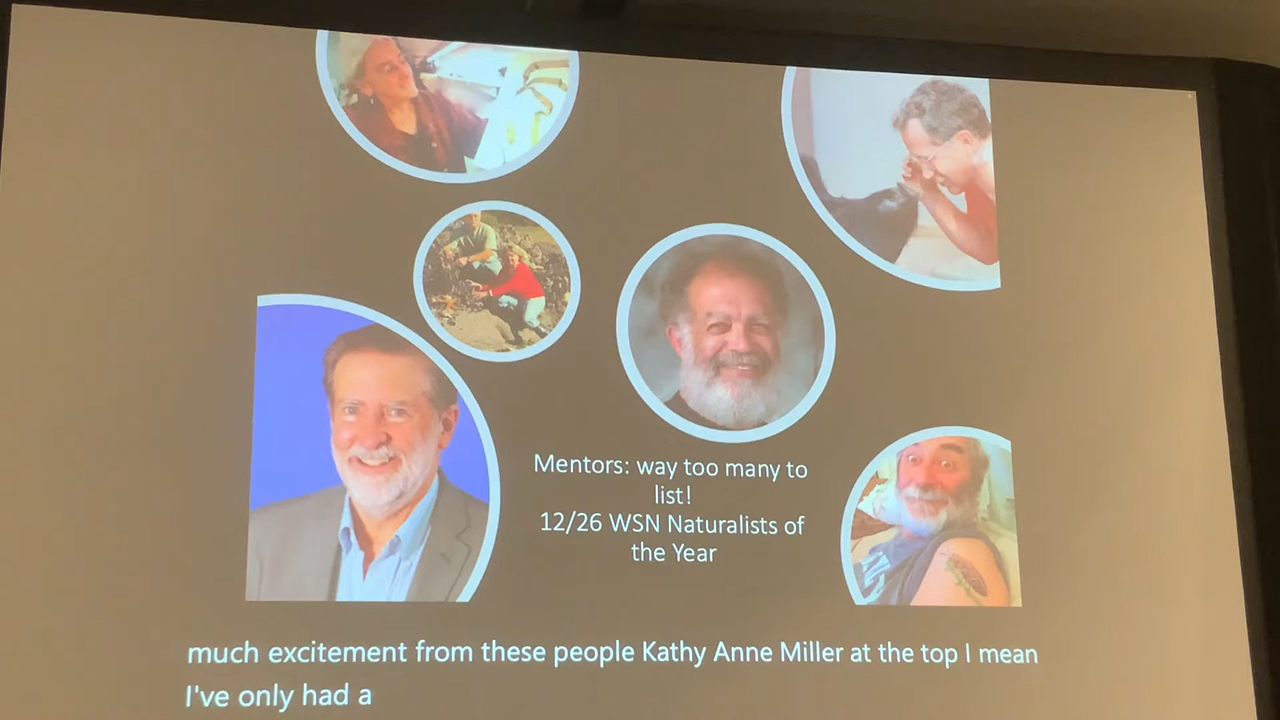 Mentors: way too many to
list!
12/26 WSN Naturalists of
the Year
much excitement from these people Kathy Anne Miller at the top I mean
I've only had a